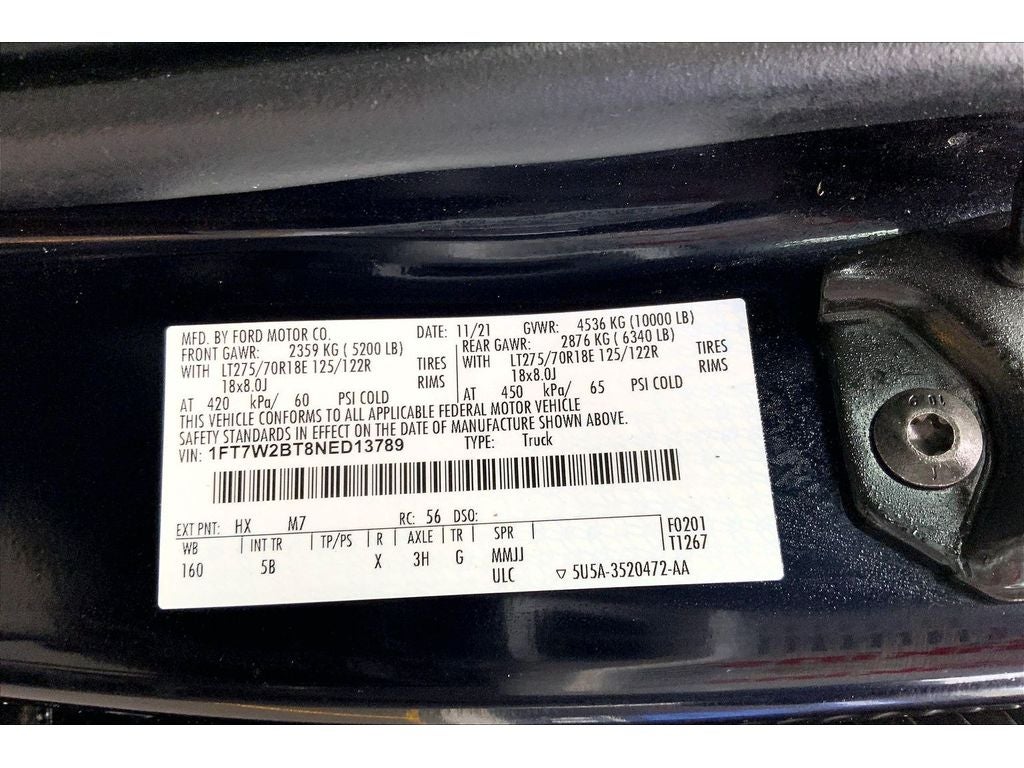 MFD. BY FORD MOTOR CO. DATE: 11/21 GVWR: 4536 KG (10000 LB)
FRONT GAWR: 2359 KG ( 5200 LB) REAR GAWR: 2876 KG ( 6340 LB)
WITH LT275/70R18E 125/122R TIRES WITH LT275/70R18E 125/122R TIRES
18x8.0J RIMS 18x8.0J RIMS
AT 420 kPa/ 60 PSI COLD AT 450 kPa/ 65 PSI COLD
THIS VEHICLE CONFORMS TO ALL APPLICABLE FEDERAL MOTOR VEHICLE
SAFETY STANDARDS IN EFFECT ON THE DATE OF MANUFACTURE SHOWN ABOVE.
VIN: 1FT7W2BT8NED13789 TYPE: Truck
EXT PNT: HX M7 RC: 56 DSO: F0201
WB INT TR TP/PS R AXLE TR SPR T1267
160 5B X 3H G MMJJ
ULC ▽ 5U5A-3520472-AA